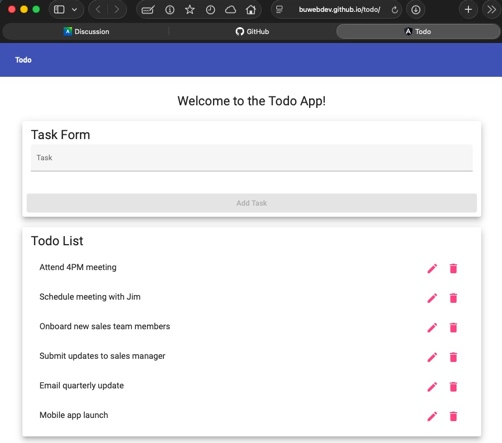 buwebdev.github.io/todo/
Discussion
GitHub
Todo
Todo
Welcome to the Todo App!
Task Form
Task
Add Task
Todo List
Attend 4PM meeting
Schedule meeting with Jim
Onboard new sales team members
Submit updates to sales manager
Email quarterly update
Mobile app launch